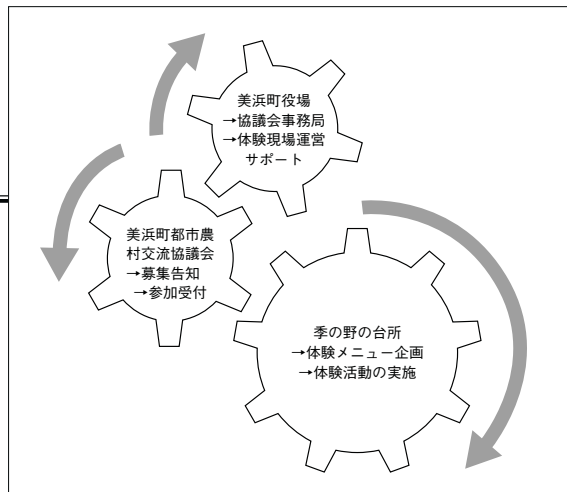 美浜町役場
→協議会事務局
→体験現場運営
サポート
美浜町都市農
村交流協議会
→募集告知
→参加受付
季の野の台所
→体験メニュー企画
→体験活動の実施